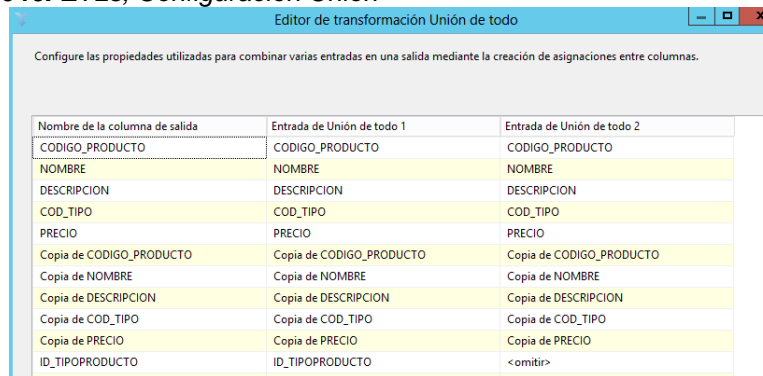 Editor de transformación Unión de todo
Configure las propiedades utilizadas para combinar varias entradas en una salida mediante la creación de asignaciones entre columnas.
Nombre de la columna de salida Entrada de Unión de todo 1 Entrada de Unión de todo 2
CODIGO_PRODUCTO CODIGO_PRODUCTO CODIGO_PRODUCTO
NOMBRE NOMBRE NOMBRE
DESCRIPCION DESCRIPCION DESCRIPCION
COD_TIPO COD_TIPO COD_TIPO
PRECIO PRECIO PRECIO
Copia de CODIGO_PRODUCTO Copia de CODIGO_PRODUCTO Copia de CODIGO_PRODUCTO
Copia de NOMBRE Copia de NOMBRE Copia de NOMBRE
Copia de DESCRIPCION Copia de DESCRIPCION Copia de DESCRIPCION
Copia de COD_TIPO Copia de COD_TIPO Copia de COD_TIPO
Copia de PRECIO Copia de PRECIO Copia de PRECIO
ID_TIPOPRODUCTO ID_TIPOPRODUCTO <omitir>